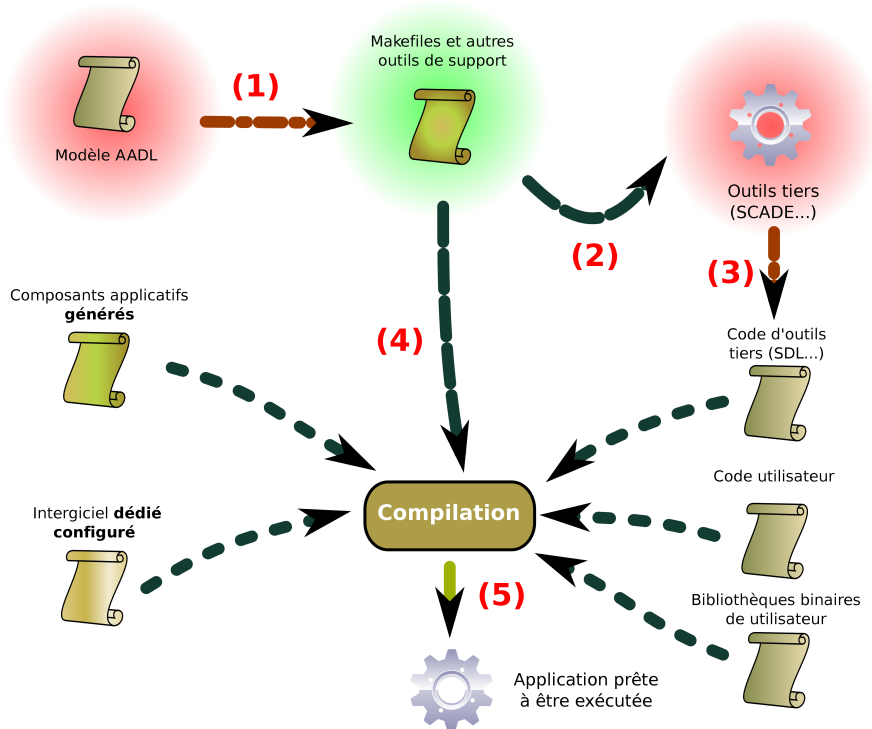 Makefiles et autres
outils de support
(1)
Modèle AADL
Outils tiers
(SCADE...)
(2)
(3)
Composants applicatifs
générés
(4)
Code d'outils
tiers (SDL...)
Code utilisateur
Intergiciel dédié
configuré
Compilation
(5)
Bibliothèques binaires
de utilisateur
Application prête
à être exécutée